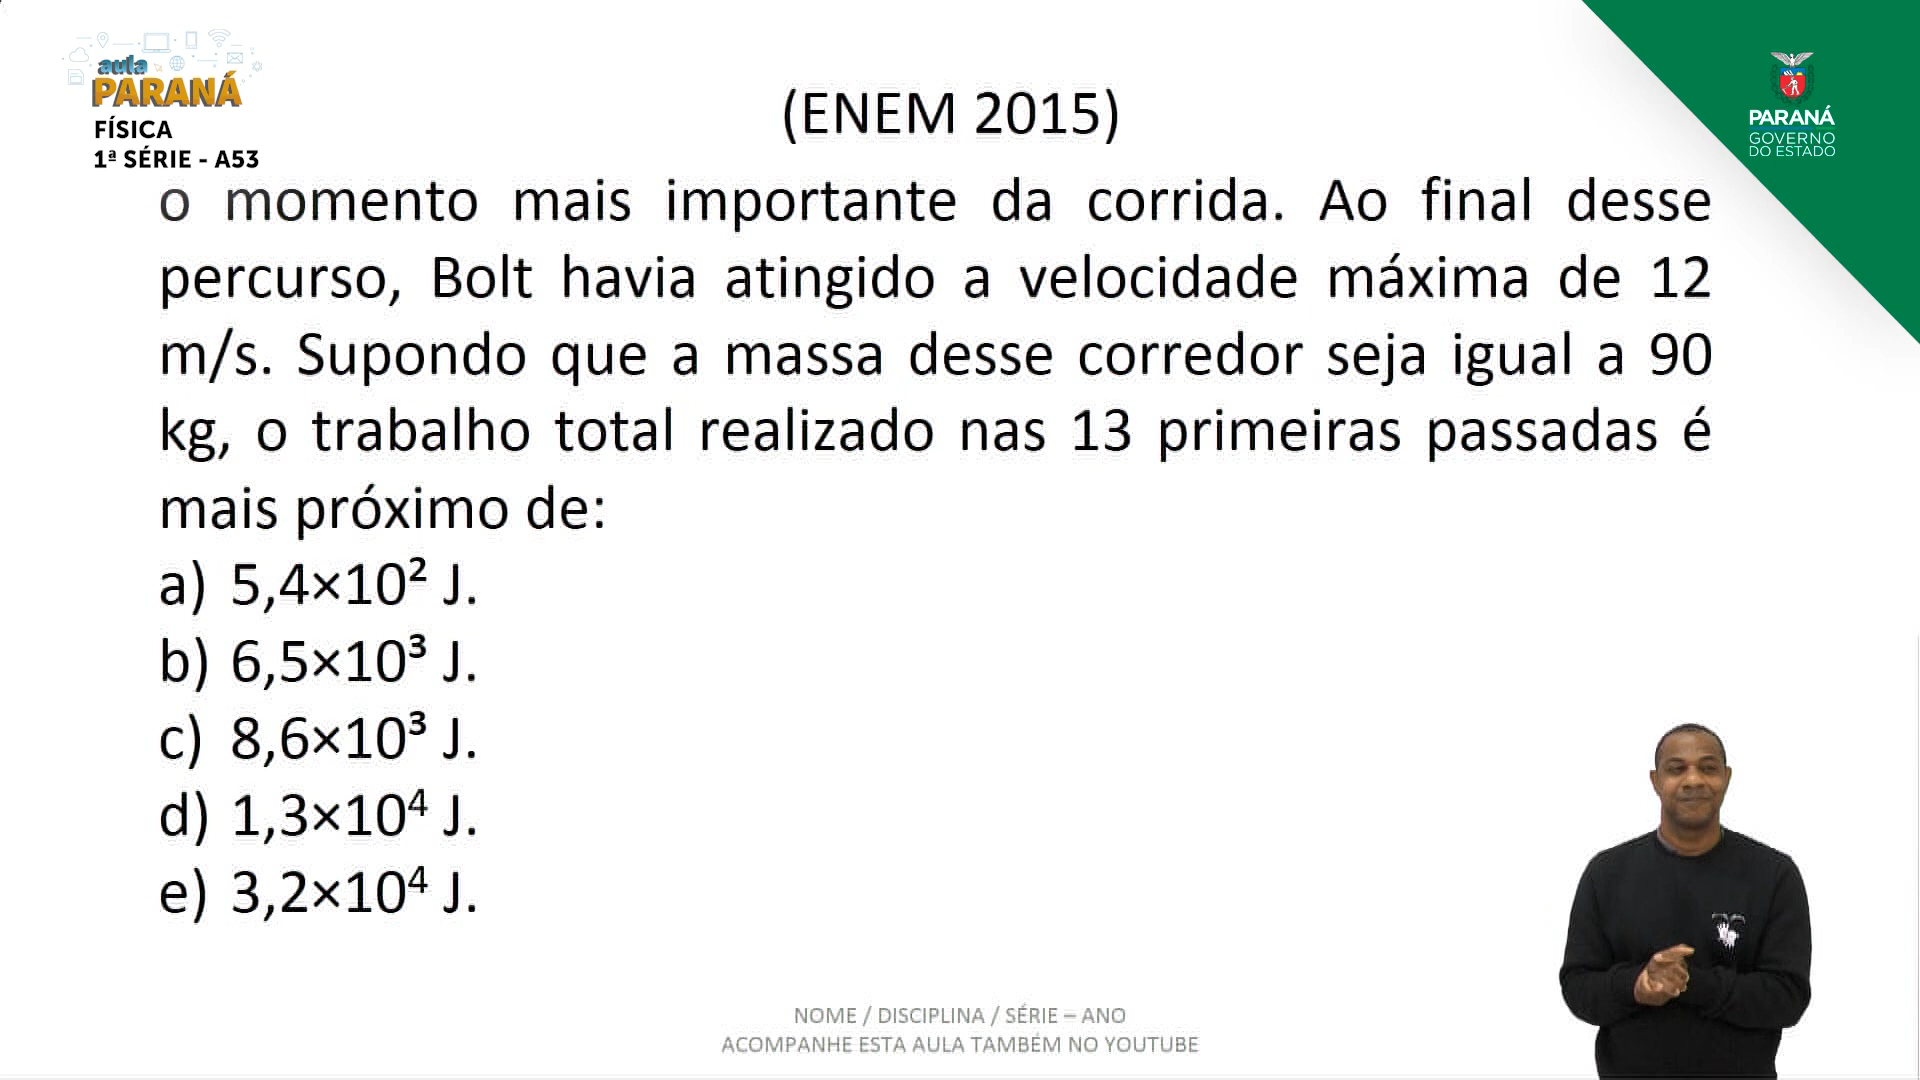 aula
PARANÁ
FÍSICA
1ª SÉRIE - A53
(ENEM 2015)
PARANÁ
GOVERNO
DO ESTADO
o momento mais importante da corrida. Ao final desse
percurso, Bolt havia atingido a velocidade máxima de 12
m/s. Supondo que a massa desse corredor seja igual a 90
kg, o trabalho total realizado nas 13 primeiras passadas é
mais próximo de:
a) 5,4×10² J.
b) 6,5×10³ J.
c) 8,6×10³ J.
d) 1,3×10⁴ J.
e) 3,2×10⁴ J.
NOME / DISCIPLINA / SÉRIE – ANO
ACOMPANHE ESTA AULA TAMBÉM NO YOUTUBE